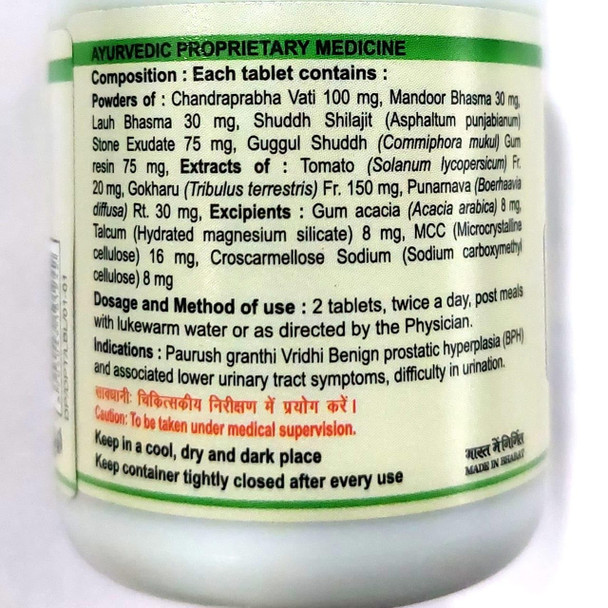 AYURVEDIC PROPRIETARY MEDICINE
Composition : Each tablet contains :
Powders of : Chandraprabha Vati 100 mg, Mandoor Bhasma 30 mg,
Lauh Bhasma 30 mg, Shuddh Shilajit (Asphaltum punjabianum)
Stone Exudate 75 mg, Guggul Shuddh (Commiphora mukul) Gum
resin 75 mg, Extracts of : Tomato (Solanum lycopersicum) Fr.
20 mg, Gokharu (Tribulus terrestris) Fr. 150 mg, Punarnava (Boerhaavia
diffusa) Rt. 30 mg, Excipients : Gum acacia (Acacia arabica) 8 mg,
Talcum (Hydrated magnesium silicate) 8 mg, MCC (Microcrystalline
cellulose) 16 mg, Croscarmellose Sodium (Sodium carboxymethyl
cellulose) 8 mg
Dosage and Method of use : 2 tablets, twice a day, post meals
with lukewarm water or as directed by the Physician.
Indications : Paurush granthi Vridhi Benign prostatic hyperplasia (BPH)
and associated lower urinary tract symptoms, difficulty in urination.
सावधानी: चिकित्सकीय निरीक्षण में प्रयोग करें।
Caution: To be taken under medical supervision.
Keep in a cool, dry and dark place
Keep container tightly closed after every use
भारत में निर्मित
MADE IN BHARAT
DP/DPT/LBL/01-01